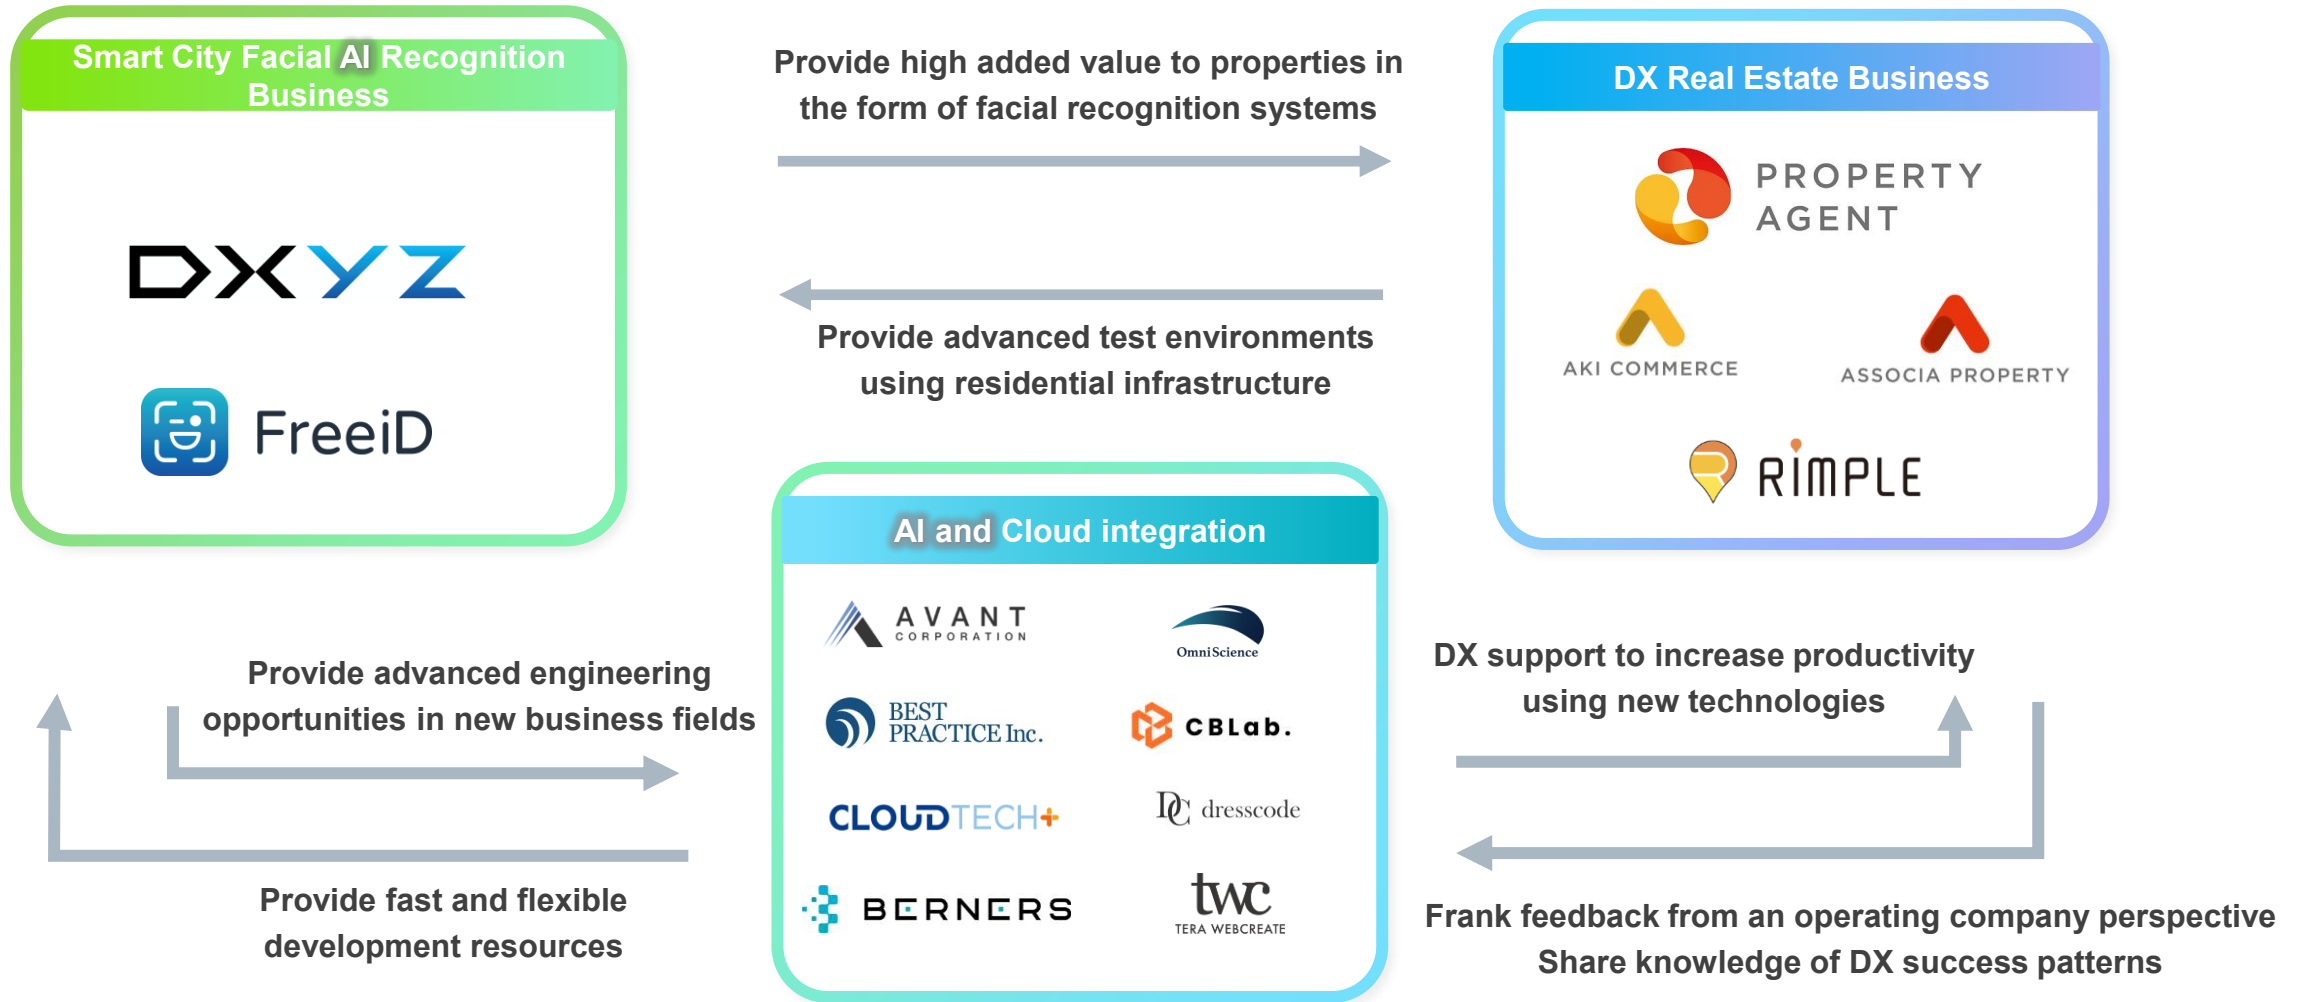 Smart City Facial AI Recognition
Business
DXYZ
FreeiD
Provide high added value to properties in
the form of facial recognition systems
Provide advanced test environments
using residential infrastructure
DX Real Estate Business
PROPERTY
AGENT
AKI COMMERCE
ASSOCIA PROPERTY
RIMPLE
AI and Cloud integration
AVANT
CORPORATION
OmniScience
BEST
PRACTICE Inc.
CBLab.
CLOUDTECH+
DC dresscode
BERNERS
twc
TERA WEBCREATE
Provide advanced engineering
opportunities in new business fields
Provide fast and flexible
development resources
DX support to increase productivity
using new technologies
Frank feedback from an operating company perspective
Share knowledge of DX success patterns